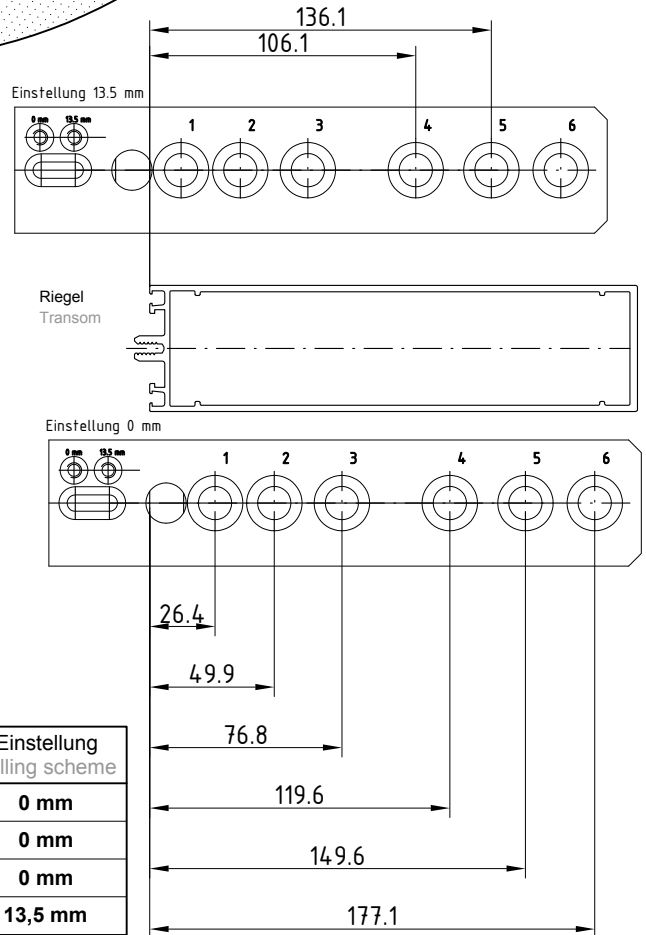 136.1
106.1
Einstellung 13.5 mm
0 mm 13.5 mm
1 2 3 4 5 6
Riegel
Transom
Einstellung 0 mm
0 mm 13.5 mm
1 2 3 4 5 6
26.4
49.9
76.8
119.6
149.6
177.1
Einstellung
lling scheme
0 mm
0 mm
0 mm
13,5 mm